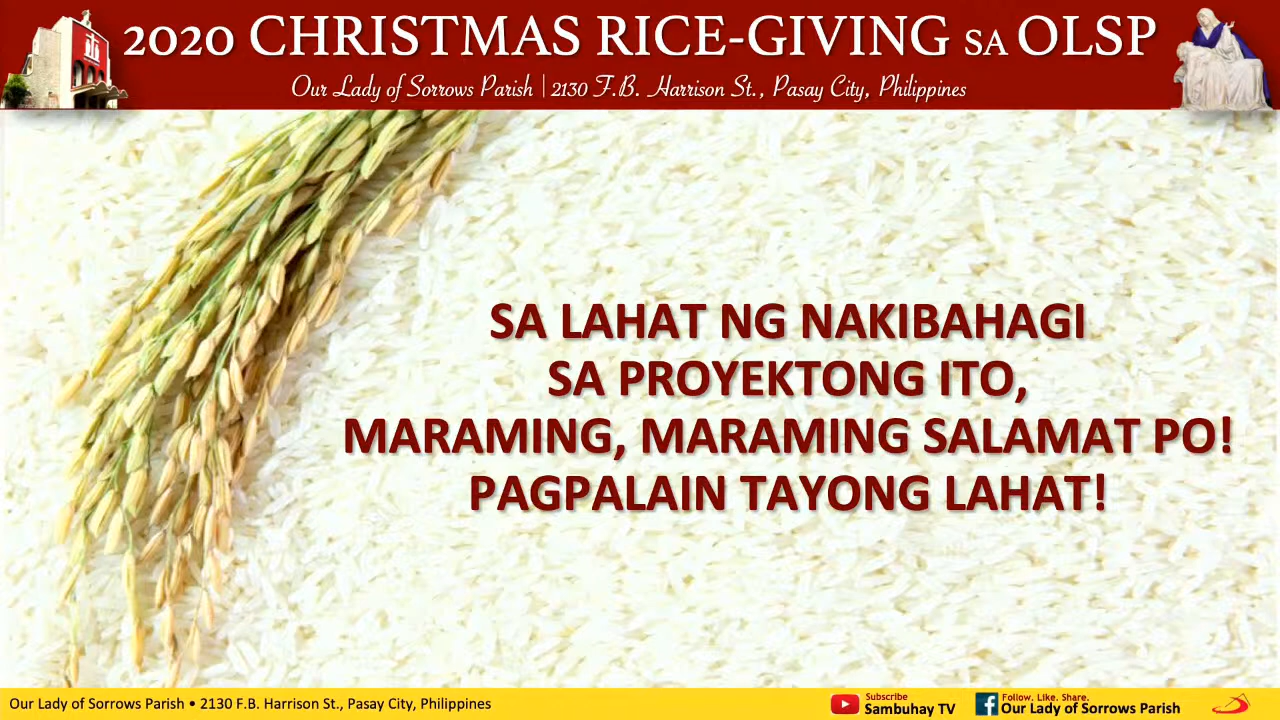 2020 CHRISTMAS RICE-GIVING SA OLSP
Our Lady of Sorrows Parish | 2130 F.B. Harrison St., Pasay City, Philippines
SA LAHAT NG NAKIBAHAGI
SA PROYEKTONG ITO,
MARAMING, MARAMING SALAMAT PO!
PAGPALAIN TAYONG LAHAT!
Our Lady of Sorrows Parish • 2130 F.B. Harrison St., Pasay City, Philippines
Subscribe
Sambuhay TV
Follow. Like. Share.
Our Lady of Sorrows Parish